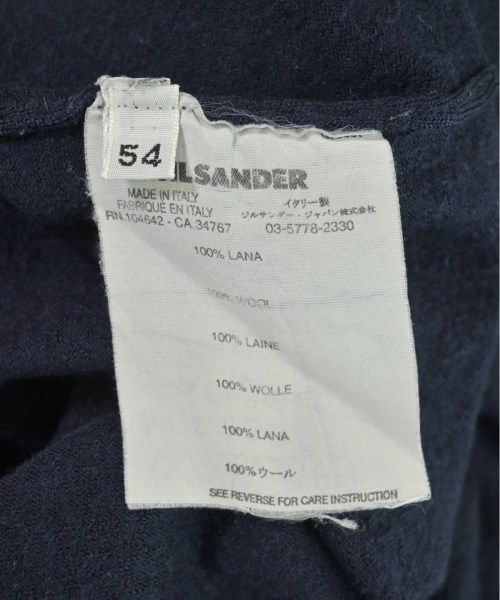 54
JILSANDER
MADE IN ITALY
FABRIQUE EN ITALY
RN 104642 - CA 34767
イタリー製
ジルサンダー・ジャパン株式会社
03-5778-2330
100% LANA
100% WOOL
100% LAINE
100% WOLLE
100% LANA
100%ウール
SEE REVERSE FOR CARE INSTRUCTION